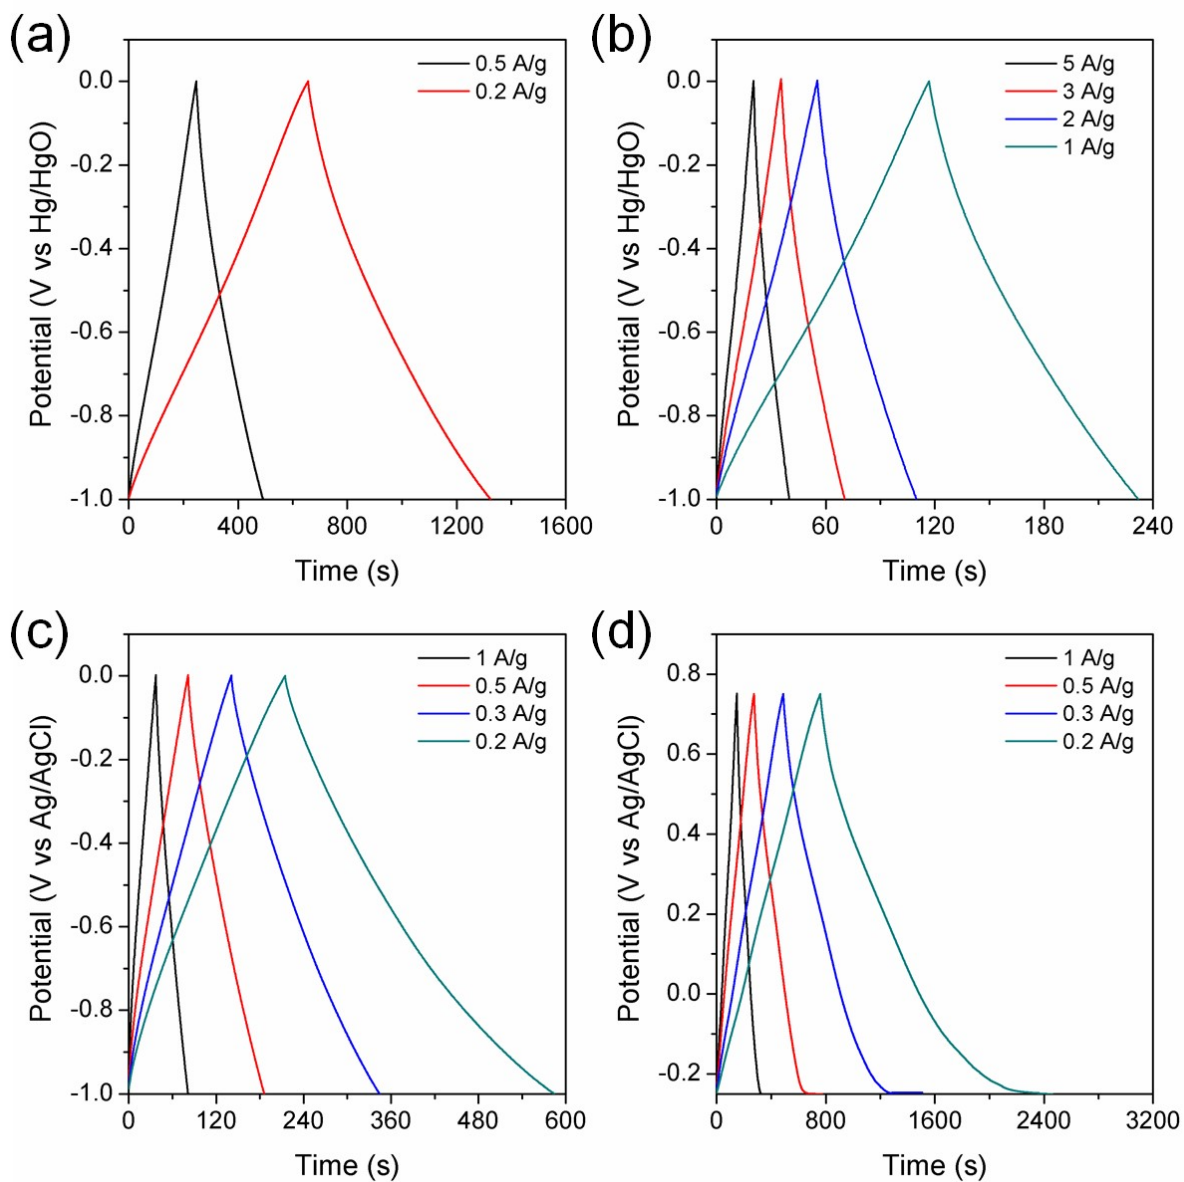 (a)
0.5 A/g
0.2 A/g
0.0
-0.2
-0.4
-0.6
-0.8
-1.0
Potential (V vs Hg/HgO)
0 400 800 1200 1600
Time (s)
(b)
5 A/g
3 A/g
2 A/g
1 A/g
0.0
-0.2
-0.4
-0.6
-0.8
-1.0
Potential (V vs Hg/HgO)
0 60 120 180 240
Time (s)
(c)
1 A/g
0.5 A/g
0.3 A/g
0.2 A/g
0.0
-0.2
-0.4
-0.6
-0.8
-1.0
Potential (V vs Ag/AgCl)
0 120 240 360 480 600
Time (s)
(d)
1 A/g
0.5 A/g
0.3 A/g
0.2 A/g
0.8
0.6
0.4
0.2
0.0
-0.2
Potential (V vs Ag/AgCl)
0 800 1600 2400 3200
Time (s)